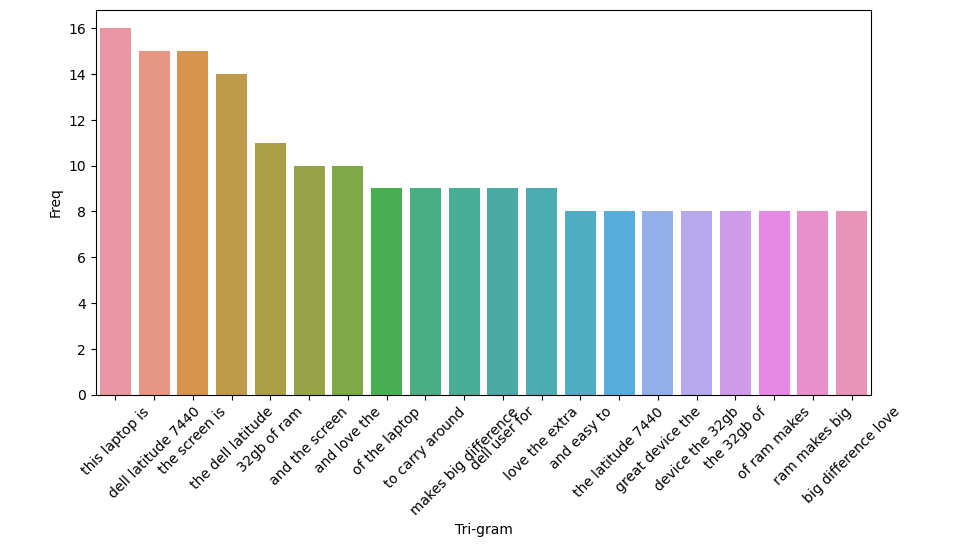 Freq
16
14
12
10
8
6
4
2
0
this laptop is
dell latitude 7440
the screen is
the dell latitude
32gb of ram
and the screen
and love the
of the laptop
to carry around
makes big difference
dell user for
love the extra
and easy to
the latitude 7440
great device the
device the 32gb
the 32gb of
of ram makes
ram makes big
big difference love
Tri-gram